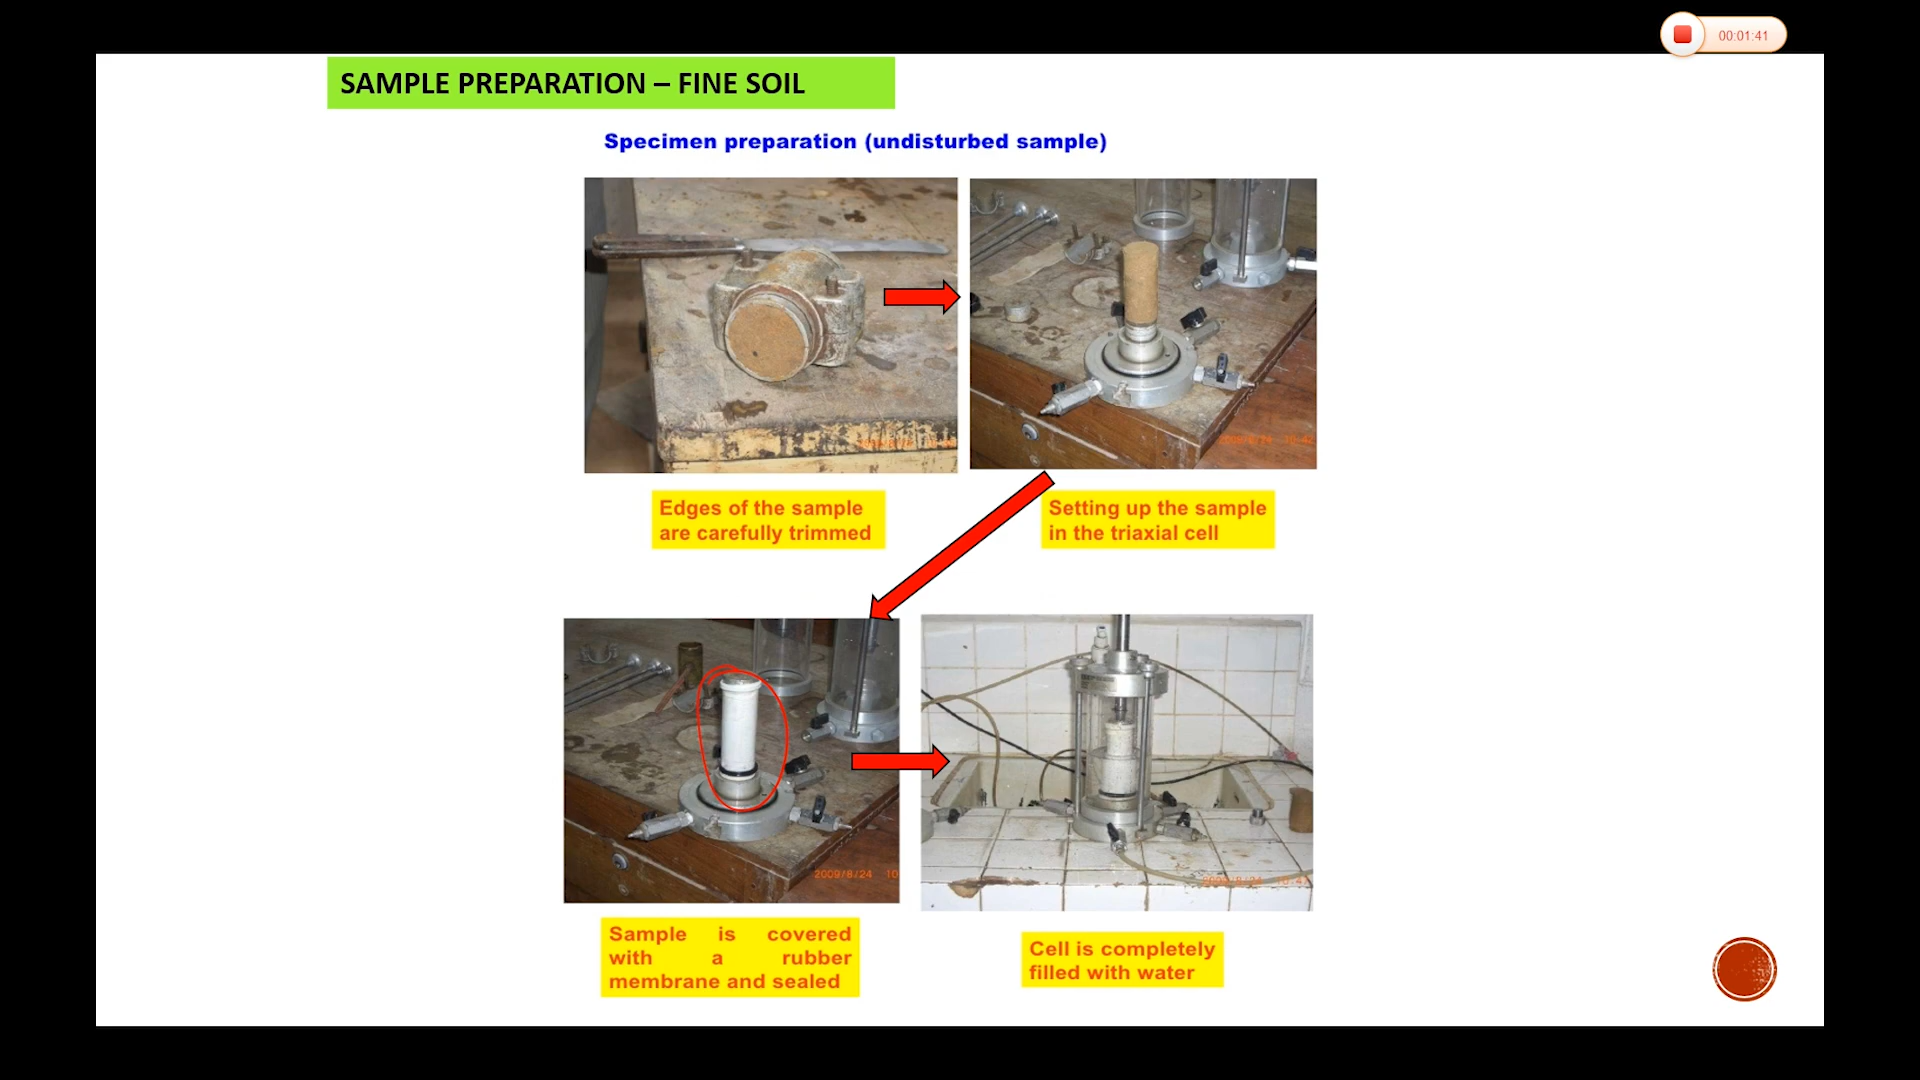 00:01:41
SAMPLE PREPARATION – FINE SOIL
Specimen preparation (undisturbed sample)
Edges of the sample
are carefully trimmed
Setting up the sample
in the triaxial cell
2009/8/24 10
Sample is covered
with a rubber
membrane and sealed
Cell is completely
filled with water